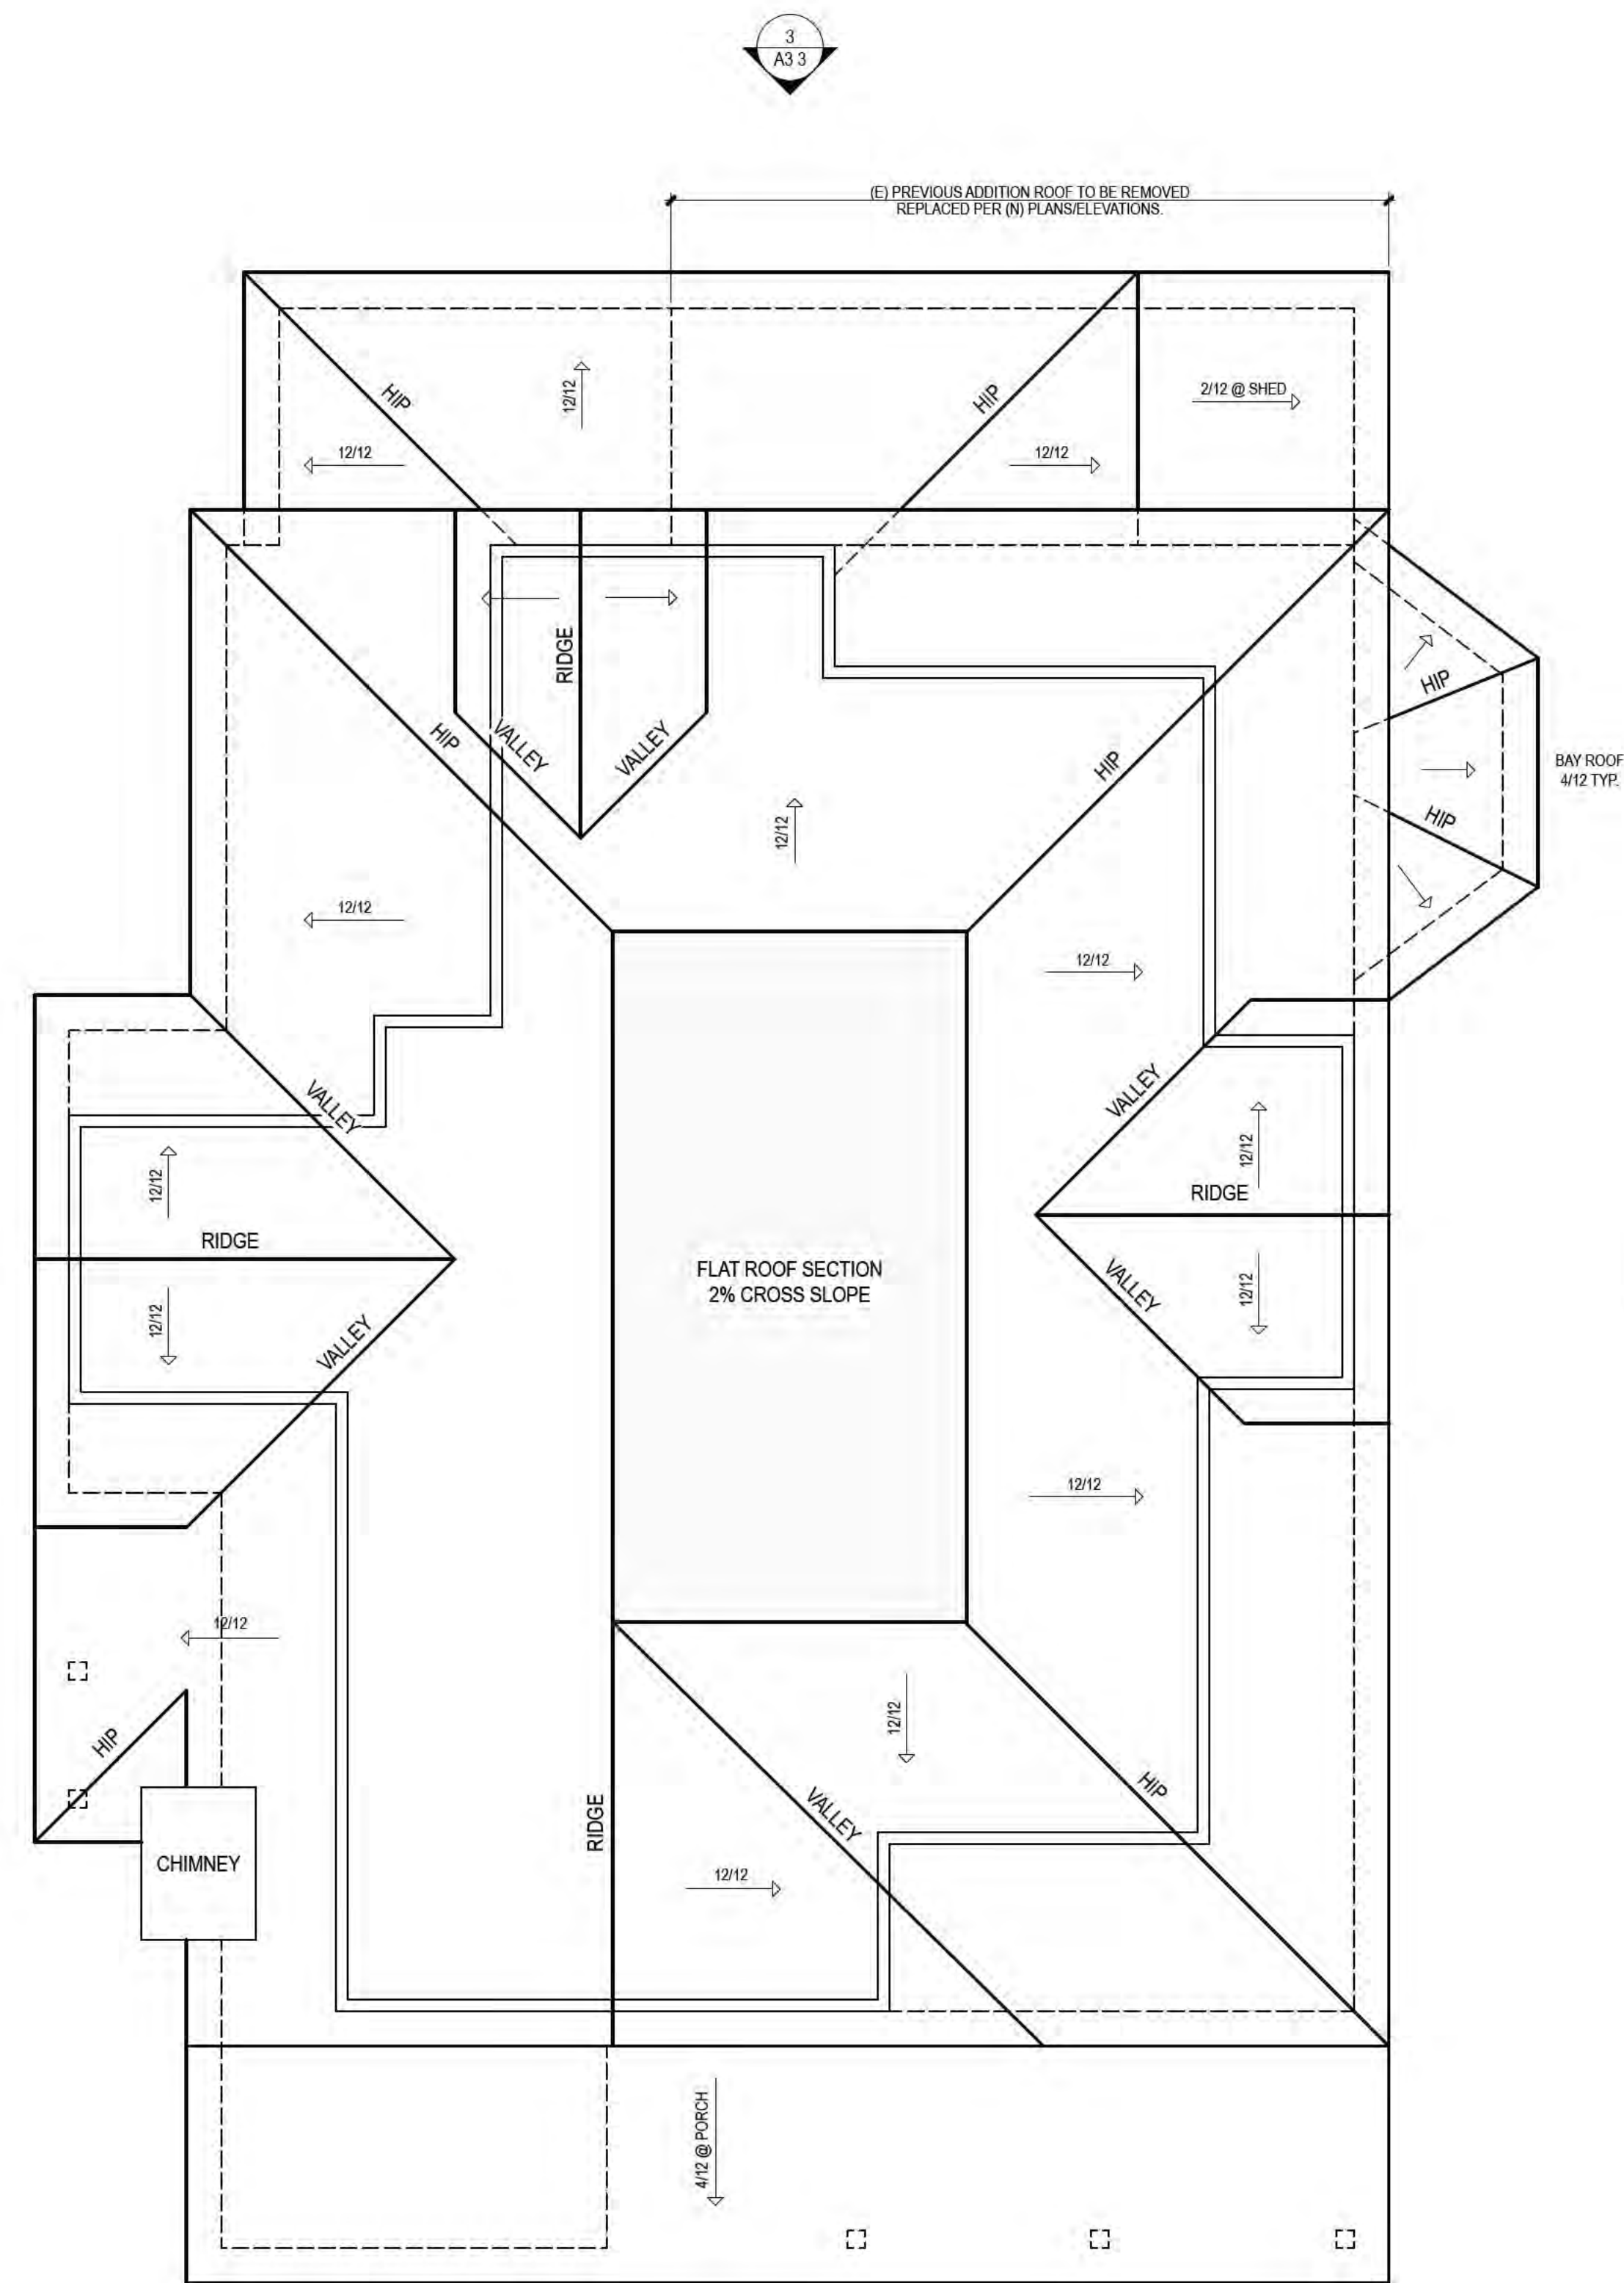 3
A3 3
(E) PREVIOUS ADDITION ROOF TO BE REMOVED
REPLACED PER (N) PLANS/ELEVATIONS.
HIP
12/12
HIP
2/12 @ SHED
12/12
12/12
RIDGE
HIP
HIP
VALLEY
VALLEY
HIP
HIP
BAY ROOF
4/12 TYP.
HIP
12/12
12/12
12/12
VALLEY
VALLEY
12/12
12/12
RIDGE
RIDGE
FLAT ROOF SECTION
2% CROSS SLOPE
12/12
12/12
VALLEY
VALLEY
12/12
12/12
12/12
HIP
HIP
RIDGE
VALLEY
CHIMNEY
12/12
4/12 @ PORCH